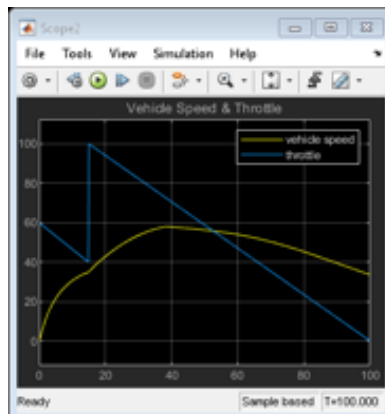 Scope2
File Tools View Simulation Help
Vehicle Speed & Throttle
vehicle speed
throttle
100
80
60
40
20
0
0 20 40 60 80 100
Ready Sample based T=100.000